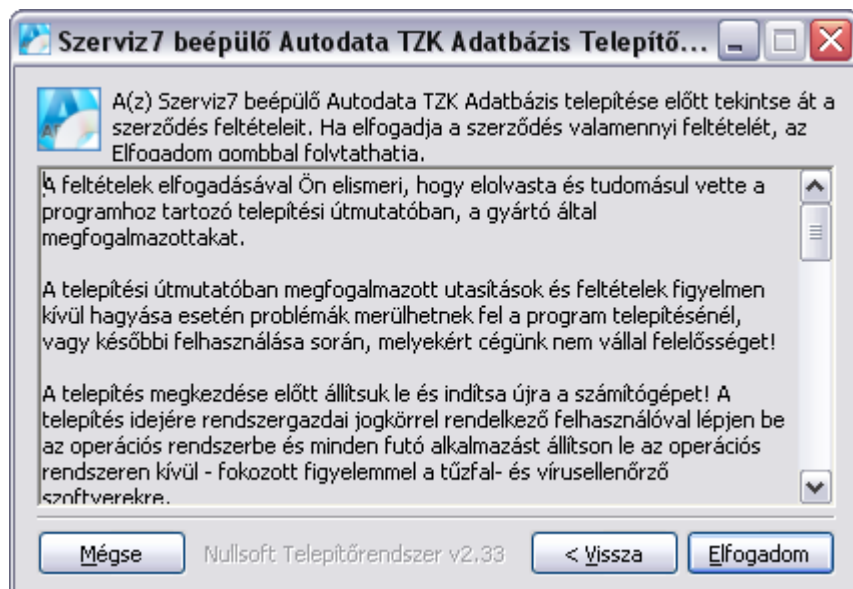 Szerviz7 beépülő Autodata TZK Adatbázis Telepítő...
A(z) Szerviz7 beépülő Autodata TZK Adatbázis telepítése előtt tekintse át a
szerződés feltételeit. Ha elfogadja a szerződés valamennyi feltételét, az
Elfogadom gombbal folytathatja.
A feltételek elfogadásával Ön elismeri, hogy elolvasta és tudomásul vette a
programhoz tartozó telepítési útmutatóban, a gyártó által
megfogalmazottakat.
A telepítési útmutatóban megfogalmazott utasítások és feltételek figyelmen
kívül hagyása esetén problémák merülhetnek fel a program telepítésénél,
vagy későbbi felhasználása során, melyekért cégünk nem vállal felelősséget!
A telepítés megkezdése előtt állítsuk le és indítsa újra a számítógépet! A
telepítés idejére rendszergazdai jogkörrel rendelkező felhasználóval lépjen be
az operációs rendszerbe és minden futó alkalmazást állítson le az operációs
rendszeren kívül - fokozott figyelemmel a tűzfal- és vírusellenőrző
szoftverekre.
Mégse
Nullsoft Telepítőrendszer v2.33
< Vissza
Elfogadom